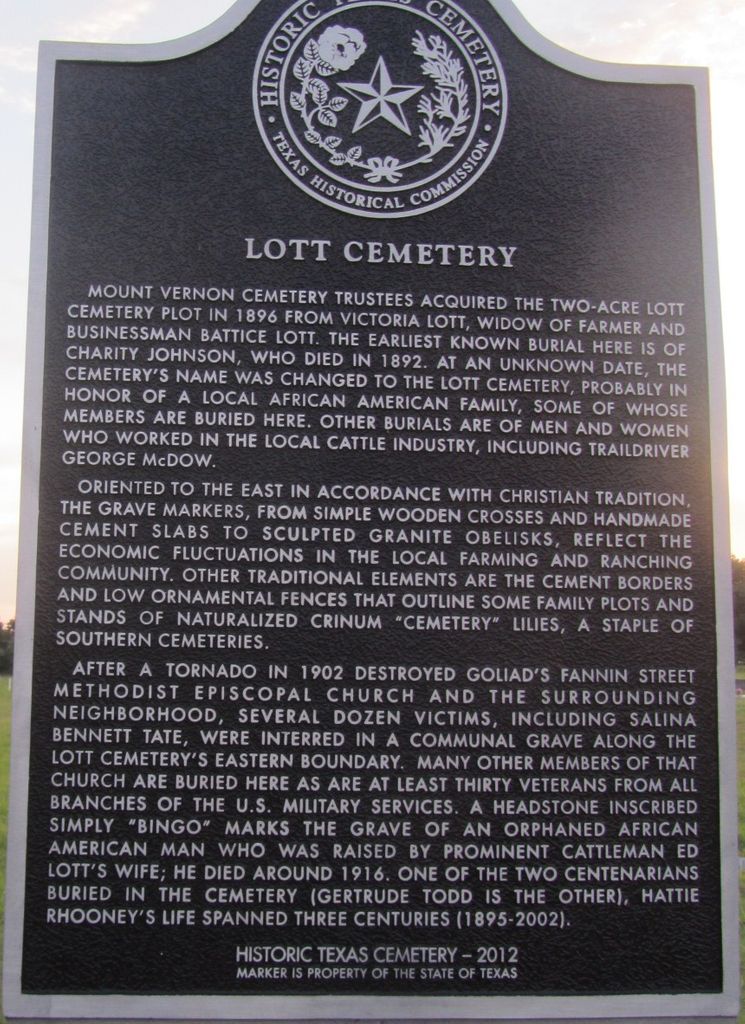 HISTORIC TEXAS CEMETERY
TEXAS HISTORICAL COMMISSION
LOTT CEMETERY
MOUNT VERNON CEMETERY TRUSTEES ACQUIRED THE TWO-ACRE LOTT
CEMETERY PLOT IN 1896 FROM VICTORIA LOTT, WIDOW OF FARMER AND
BUSINESSMAN BATTICE LOTT. THE EARLIEST KNOWN BURIAL HERE IS OF
CHARITY JOHNSON, WHO DIED IN 1892. AT AN UNKNOWN DATE, THE
CEMETERY'S NAME WAS CHANGED TO THE LOTT CEMETERY, PROBABLY IN
HONOR OF A LOCAL AFRICAN AMERICAN FAMILY, SOME OF WHOSE
MEMBERS ARE BURIED HERE. OTHER BURIALS ARE OF MEN AND WOMEN
WHO WORKED IN THE LOCAL CATTLE INDUSTRY, INCLUDING TRAILDRIVER
GEORGE McDOW.
ORIENTED TO THE EAST IN ACCORDANCE WITH CHRISTIAN TRADITION,
THE GRAVE MARKERS, FROM SIMPLE WOODEN CROSSES AND HANDMADE
CEMENT SLABS TO SCULPTED GRANITE OBELISKS, REFLECT THE
ECONOMIC FLUCTUATIONS IN THE LOCAL FARMING AND RANCHING
COMMUNITY. OTHER TRADITIONAL ELEMENTS ARE THE CEMENT BORDERS
AND LOW ORNAMENTAL FENCES THAT OUTLINE SOME FAMILY PLOTS AND
STANDS OF NATURALIZED CRINUM "CEMETERY" LILIES, A STAPLE OF
SOUTHERN CEMETERIES.
AFTER A TORNADO IN 1902 DESTROYED GOLIAD'S FANNIN STREET
METHODIST EPISCOPAL CHURCH AND THE SURROUNDING
NEIGHBORHOOD, SEVERAL DOZEN VICTIMS, INCLUDING SALINA
BENNETT TATE, WERE INTERRED IN A COMMUNAL GRAVE ALONG THE
LOTT CEMETERY'S EASTERN BOUNDARY. MANY OTHER MEMBERS OF THAT
CHURCH ARE BURIED HERE AS ARE AT LEAST THIRTY VETERANS FROM ALL
BRANCHES OF THE U.S. MILITARY SERVICES. A HEADSTONE INSCRIBED
SIMPLY "BINGO" MARKS THE GRAVE OF AN ORPHANED AFRICAN
AMERICAN MAN WHO WAS RAISED BY PROMINENT CATTLEMAN ED
LOTT'S WIFE; HE DIED AROUND 1916. ONE OF THE TWO CENTENARIANS
BURIED IN THE CEMETERY (GERTRUDE TODD IS THE OTHER), HATTIE
RHOONEY'S LIFE SPANNED THREE CENTURIES (1895-2002).
HISTORIC TEXAS CEMETERY – 2012
MARKER IS PROPERTY OF THE STATE OF TEXAS